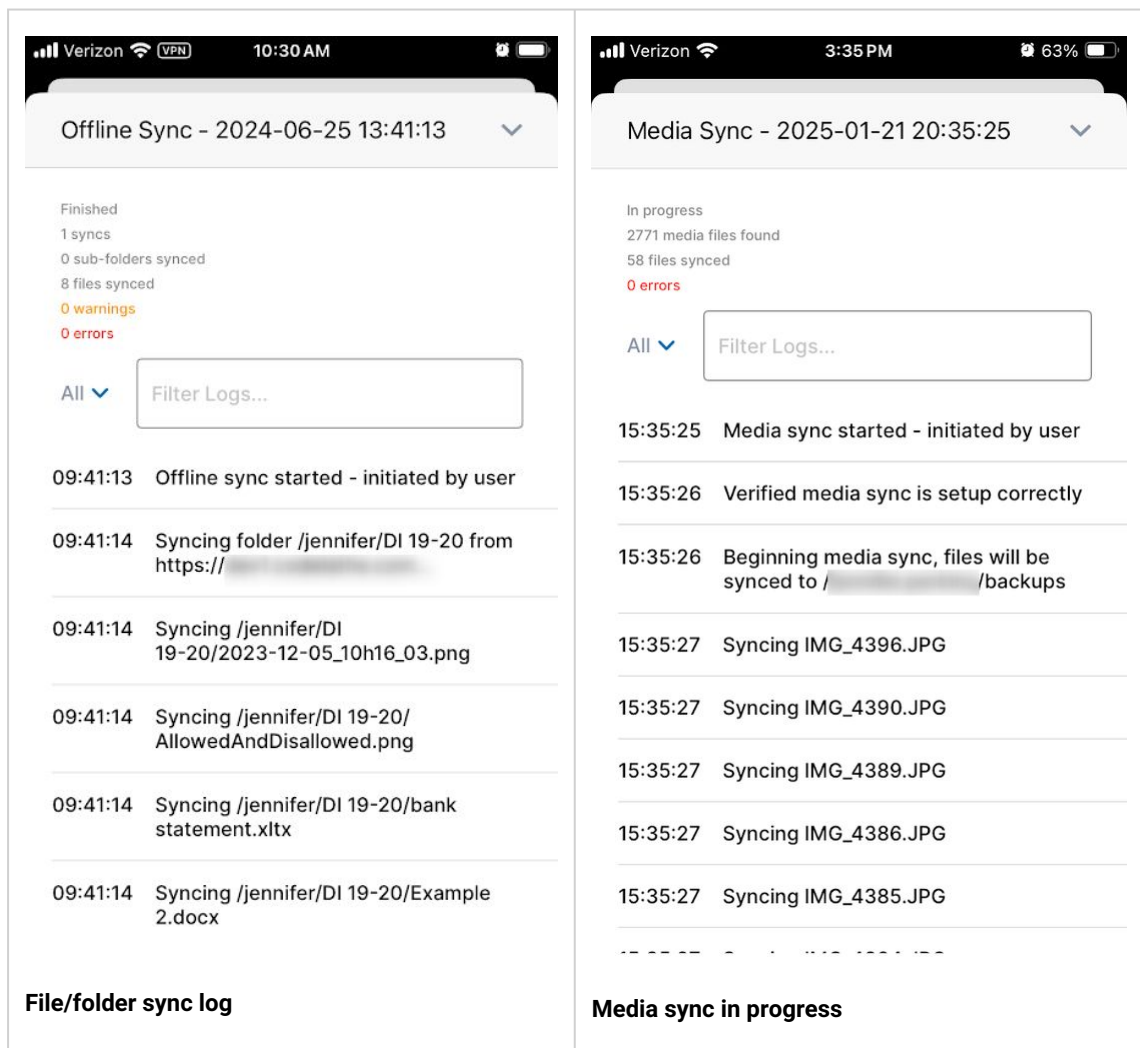 Verizon VPN 10:30 AM
Offline Sync - 2024-06-25 13:41:13
Finished
1 syncs
0 sub-folders synced
8 files synced
0 warnings
0 errors
All
Filter Logs...
09:41:13 Offline sync started - initiated by user
09:41:14 Syncing folder /jennifer/DI 19-20 from
https://
09:41:14 Syncing /jennifer/DI
19-20/2023-12-05_10h16_03.png
09:41:14 Syncing /jennifer/DI 19-20/
AllowedAndDisallowed.png
09:41:14 Syncing /jennifer/DI 19-20/bank
statement.xltx
09:41:14 Syncing /jennifer/DI 19-20/Example
2.docx
File/folder sync log
Verizon 3:35 PM 63%
Media Sync - 2025-01-21 20:35:25
In progress
2771 media files found
58 files synced
0 errors
All
Filter Logs...
15:35:25 Media sync started - initiated by user
15:35:26 Verified media sync is setup correctly
15:35:26 Beginning media sync, files will be
synced to / /backups
15:35:27 Syncing IMG_4396.JPG
15:35:27 Syncing IMG_4390.JPG
15:35:27 Syncing IMG_4389.JPG
15:35:27 Syncing IMG_4386.JPG
15:35:27 Syncing IMG_4385.JPG
Media sync in progress